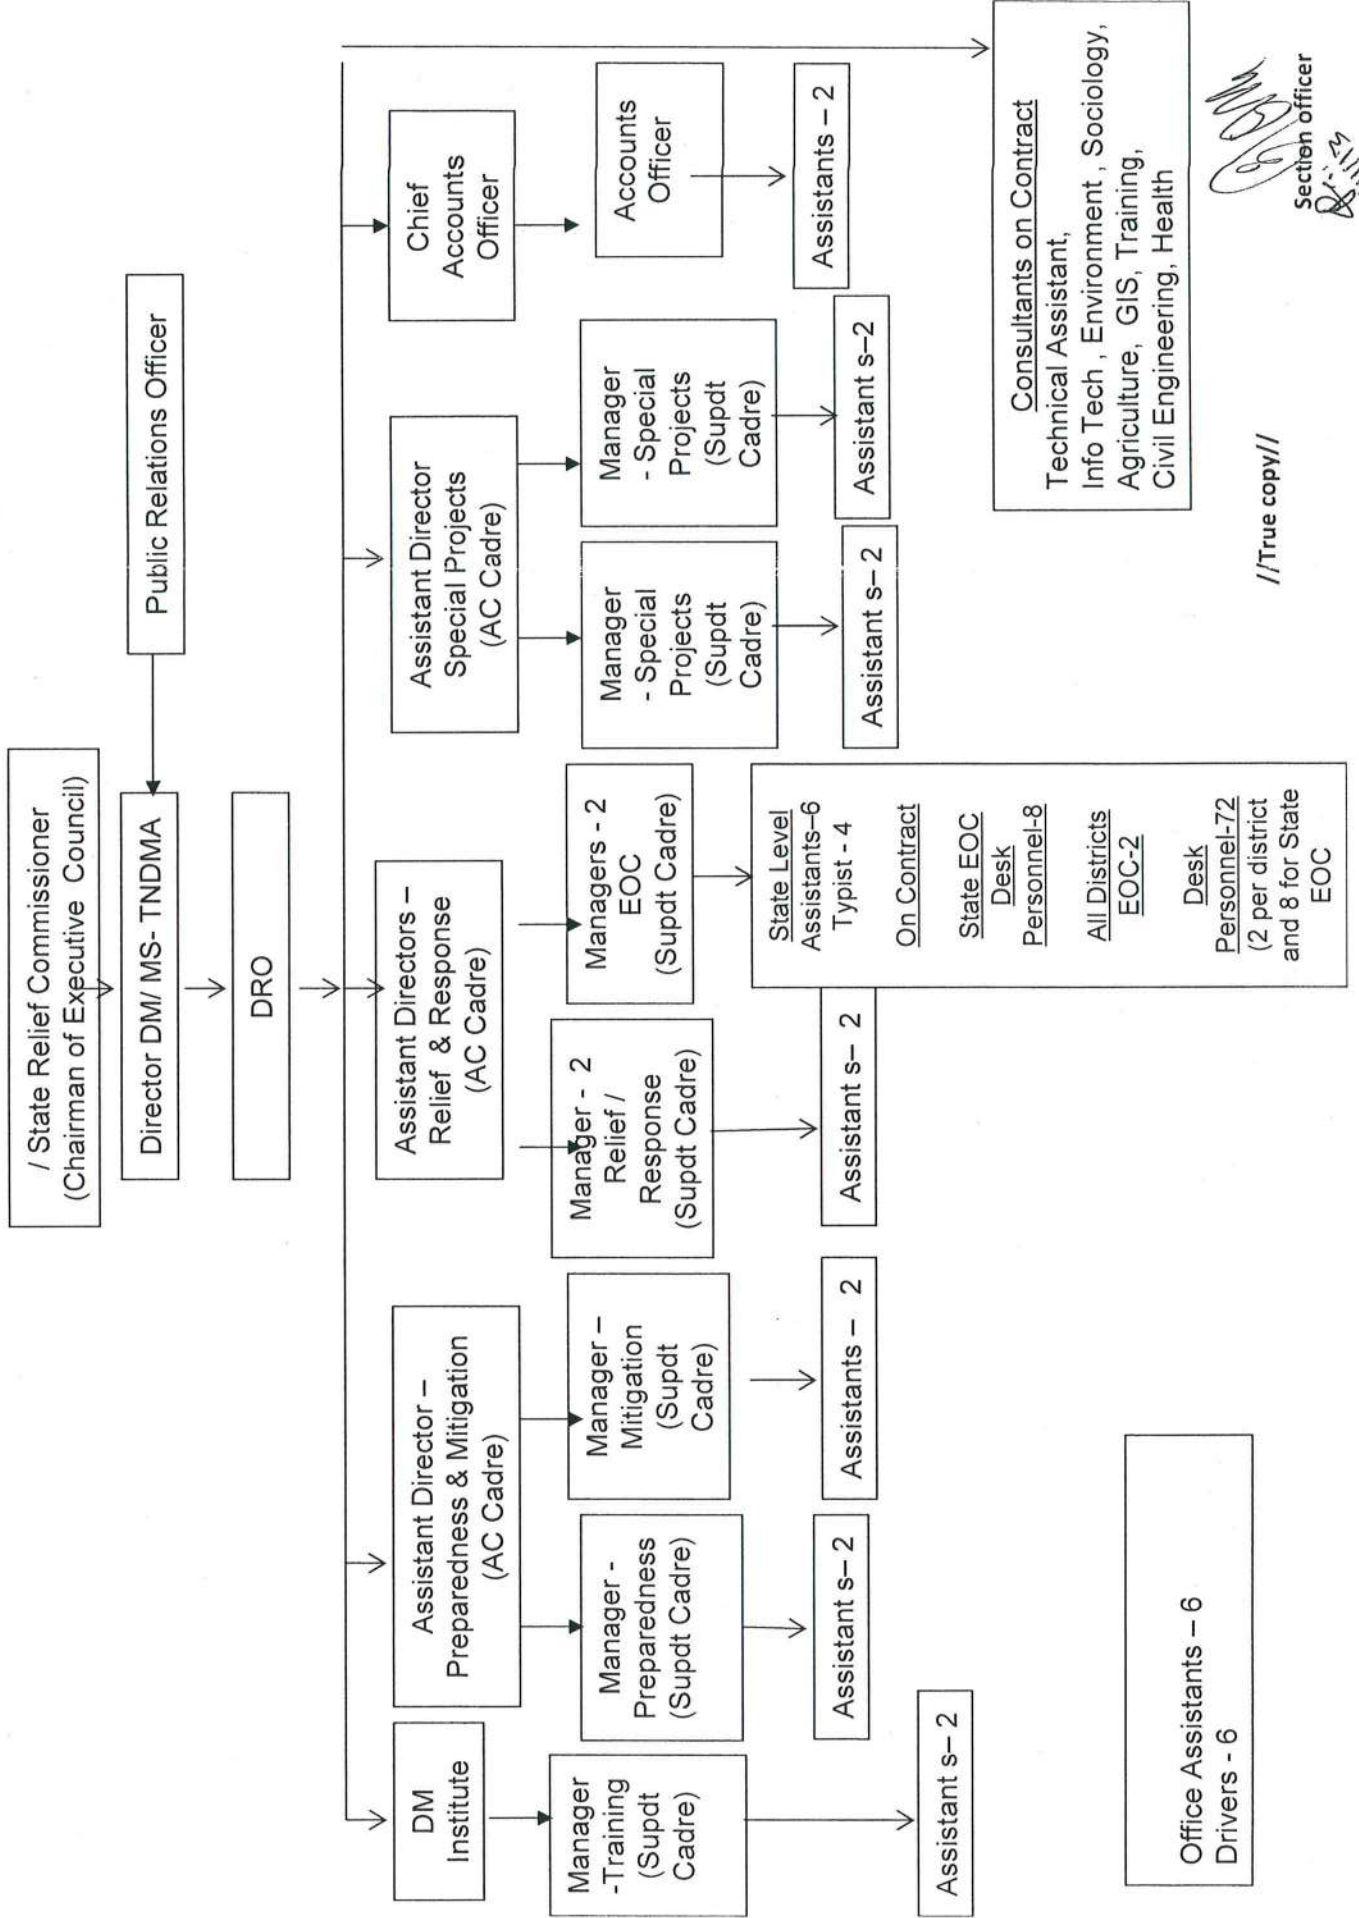 / State Relief Commissioner
(Chairman of Executive Council)
Public Relations Officer
Director DM/ MS- TNDMA
DRO
DM
Institute
Assistant Director –
Preparedness & Mitigation
(AC Cadre)
Assistant Directors –
Relief & Response
(AC Cadre)
Assistant Director
Special Projects
(AC Cadre)
Chief
Accounts
Officer
Manager
-Training
(Supdt
Cadre)
Manager -
Preparedness
(Supdt Cadre)
Manager –
Mitigation
(Supdt
Cadre)
Manager - 2
Relief /
Response
(Supdt Cadre)
Managers - 2
EOC
(Supdt Cadre)
Manager
- Special
Projects
(Supdt
Cadre)
Manager
- Special
Projects
(Supdt
Cadre)
Accounts
Officer
Assistant s– 2
Assistant s– 2
Assistants – 2
Assistant s– 2
State Level
Assistants–6
Typist - 4
On Contract
State EOC
Desk
Personnel-8
All Districts
EOC-2
Desk
Personnel-72
(2 per district
and 8 for State
EOC
Assistant s– 2
Assistant s–2
Assistants – 2
Consultants on Contract
Technical Assistant,
Info Tech , Environment , Sociology,
Agriculture, GIS, Training,
Civil Engineering, Health
Office Assistants – 6
Drivers - 6
//True copy//
Section officer